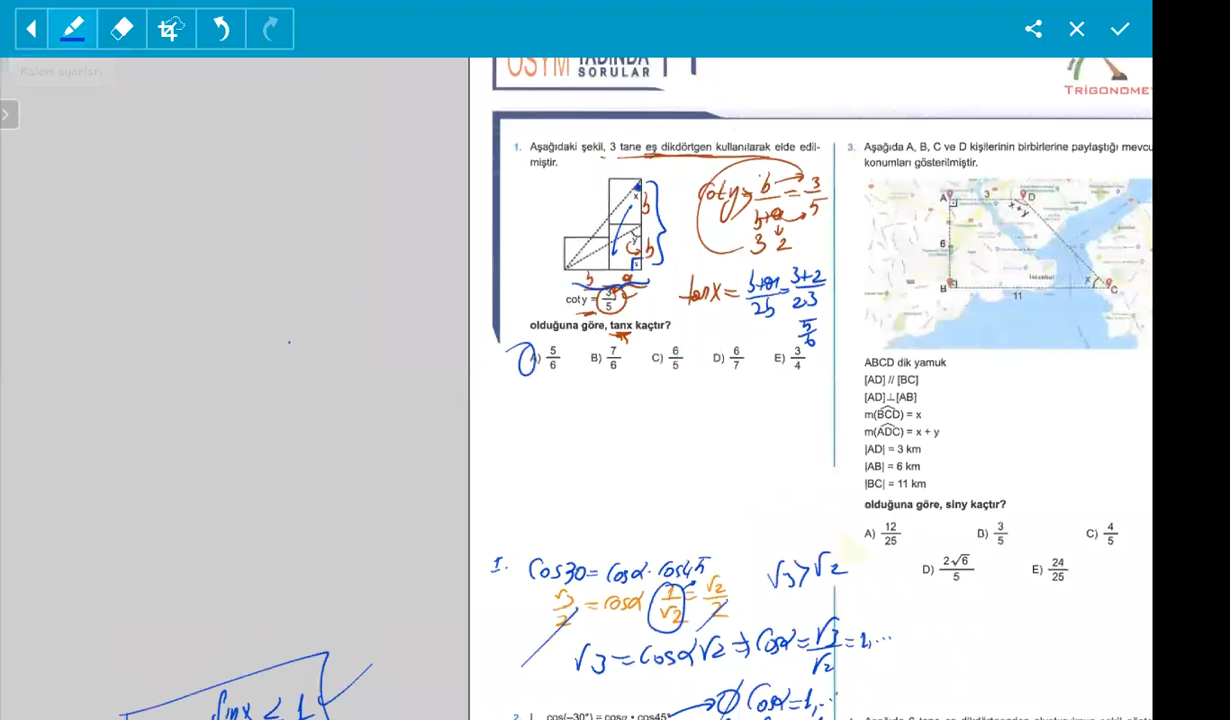 Kalem ayarları
ÖSYM TADINDA
SORULAR
TRİGONOME
1. Aşağıdaki şekil, 3 tane eş dikdörtgen kullanılarak elde edil-
miştir.
x
y
b
b
b a
coty = 3/5
olduğuna göre, tanx kaçtır?
A) 5/6 B) 7/6 C) 6/5 D) 6/7 E) 3/4
coty = b/(b+a) = 3/5
3 2
tanx = (b+a)/2b = (3+2)/2·3
5/6
3. Aşağıda A, B, C ve D kişilerinin birbirlerine paylaştığı mevcu
konumları gösterilmiştir.
A 3 D
x + y
6
İstanbul
B x C
11
ABCD dik yamuk
[AD] // [BC]
[AD]⊥[AB]
m(BCD) = x
m(ADC) = x + y
|AD| = 3 km
|AB| = 6 km
|BC| = 11 km
olduğuna göre, siny kaçtır?
A) 12/25 B) 3/5 C) 4/5
D) 2√6/5 E) 24/25
I. Cos30 = cosα · cos45
√3 > √2
√3/2 = cosα 1/√2 = √2/2
√3 = cosα √2 ⇒ cosα = √3/√2 = 1,...
∅ cosα = 1,...
sinx ≤ 1
2. I. cos(–30°) = cosα • cos45°